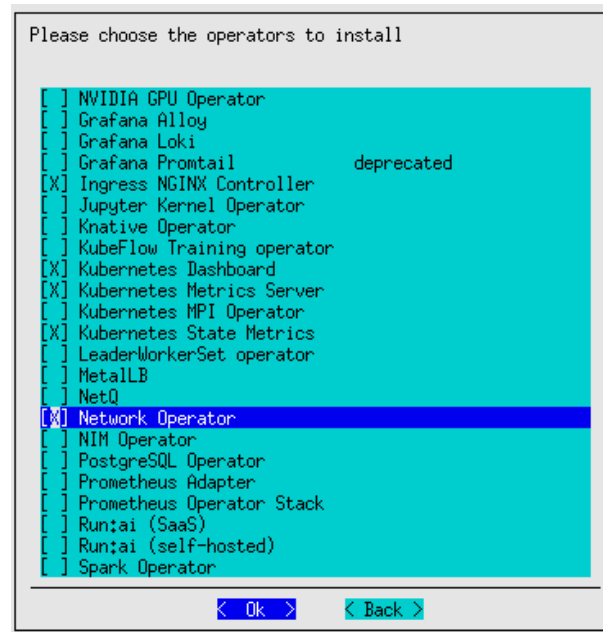 Please choose the operators to install
[ ] NVIDIA GPU Operator
[ ] Grafana Alloy
[ ] Grafana Loki
[ ] Grafana Promtail deprecated
[X] Ingress NGINX Controller
[ ] Jupyter Kernel Operator
[ ] Knative Operator
[ ] KubeFlow Training operator
[X] Kubernetes Dashboard
[X] Kubernetes Metrics Server
[ ] Kubernetes MPI Operator
[X] Kubernetes State Metrics
[ ] LeaderWorkerSet operator
[ ] MetalLB
[ ] NetQ
[X] Network Operator
[ ] NIM Operator
[ ] PostgreSQL Operator
[ ] Prometheus Adapter
[ ] Prometheus Operator Stack
[ ] Run:ai (SaaS)
[ ] Run:ai (self-hosted)
[ ] Spark Operator
< Ok > < Back >